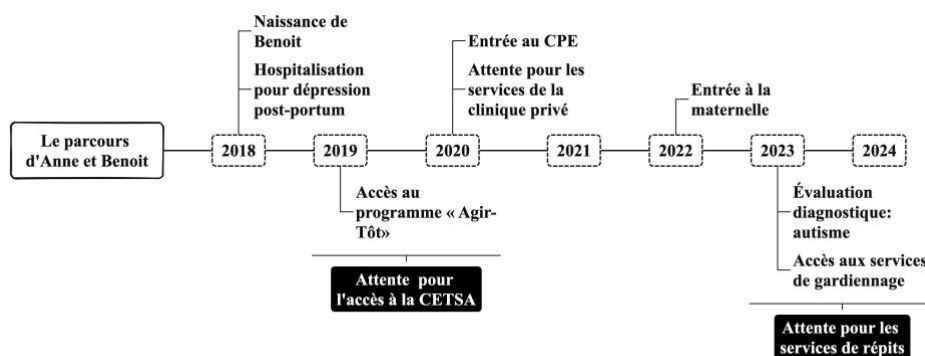 Naissance de
Benoit
Hospitalisation
pour dépression
post-portum
Entrée au CPE
Attente pour les
services de la
clinique privé
Entrée à la
maternelle
Le parcours
d'Anne et Benoit
2018
2019
2020
2021
2022
2023
2024
Accès au
programme « Agir-
Tôt»
Attente pour
l'accès à la CETSA
Évaluation
diagnostique:
autisme
Accès aux services
de gardiennage
Attente pour les
services de répits